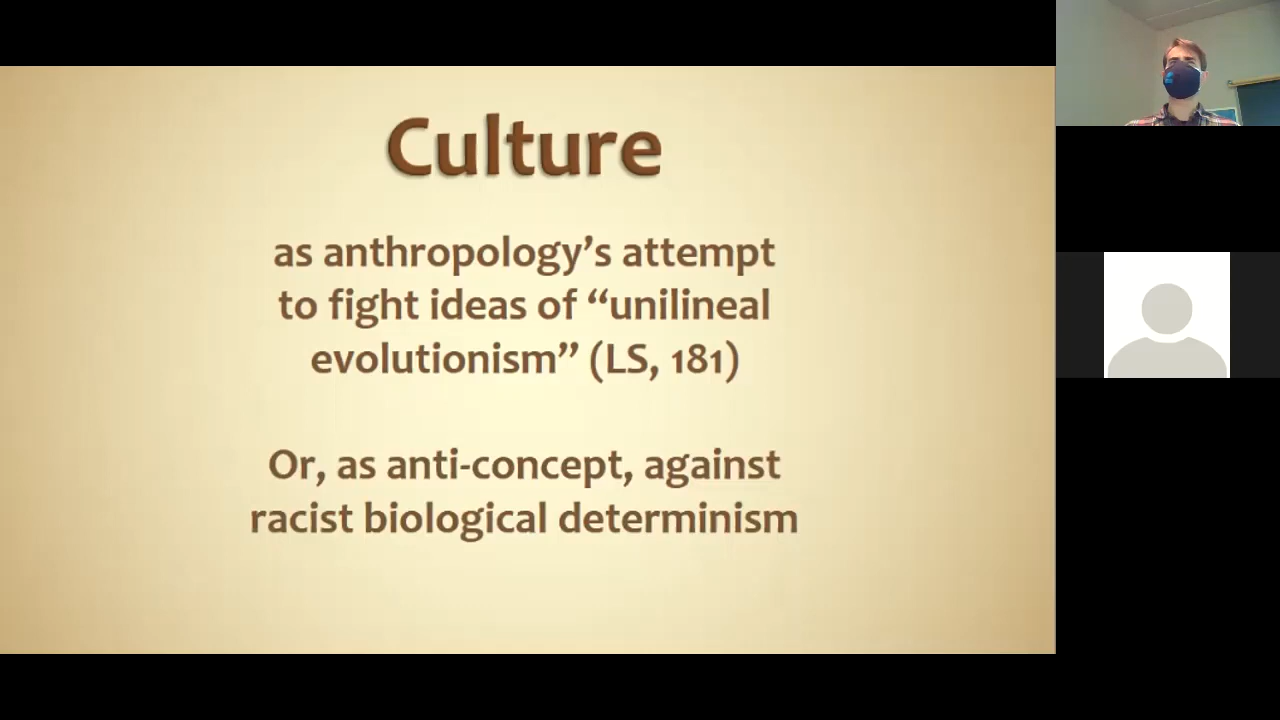 Culture
as anthropology’s attempt
to fight ideas of “unilineal
evolutionism” (LS, 181)
Or, as anti-concept, against
racist biological determinism